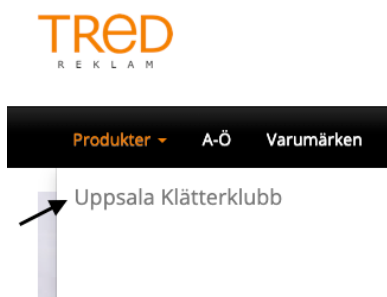 TRED
REKLAM
Produkter A-Ö Varumärken
Uppsala Klätterklubb